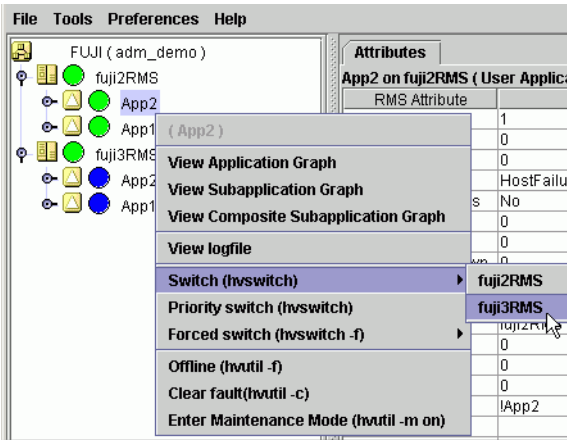 File Tools Preferences Help
FUJI ( adm_demo )
fuji2RMS
App2
App1
fuji3RMS
App2
App1
Attributes
App2 on fuji2RMS ( User Applica
RMS Attribute
1
0
0
HostFailu
s No
0
0
wn 0
( App2 )
View Application Graph
View Subapplication Graph
View Composite Subapplication Graph
View logfile
Switch (hvswitch)
Priority switch (hvswitch)
Forced switch (hvswitch -f)
Offline (hvutil -f)
Clear fault(hvutil -c)
Enter Maintenance Mode (hvutil -m on)
fuji2RMS
fuji3RMS
fuji2RMS
0
0
0
!App2